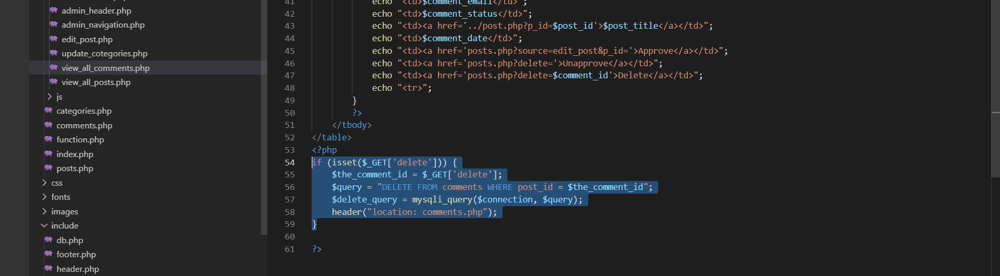 admin_header.php
admin_navigation.php
edit_post.php
update_cotegories.php
view_all_comments.php
view_all_posts.php
js
categories.php
comments.php
function.php
index.php
posts.php
css
fonts
images
include
db.php
footer.php
header.php
41 echo "<td>$comment_email</td>";
42 echo "<td>$comment_status</td>";
43 echo "<td><a href='../post.php?p_id=$post_id'>$post_title</a></td>";
44 echo "<td>$comment_date</td>";
45 echo "<td><a href='posts.php?source=edit_post&p_id='>Approve</a></td>";
46 echo "<td><a href='posts.php?delete='>Unapprove</a></td>";
47 echo "<td><a href='posts.php?delete=$comment_id'>Delete</a></td>";
48 echo "<tr>";
49 }
50 ?>
51 </tbody>
52 </table>
53 <?php
54 if (isset($_GET['delete'])) {
55 $the_comment_id = $_GET['delete'];
56 $query = "DELETE FROM comments WHERE post_id = $the_comment_id";
57 $delete_query = mysqli_query($connection, $query);
58 header("location: comments.php");
59 }
60
61 ?>